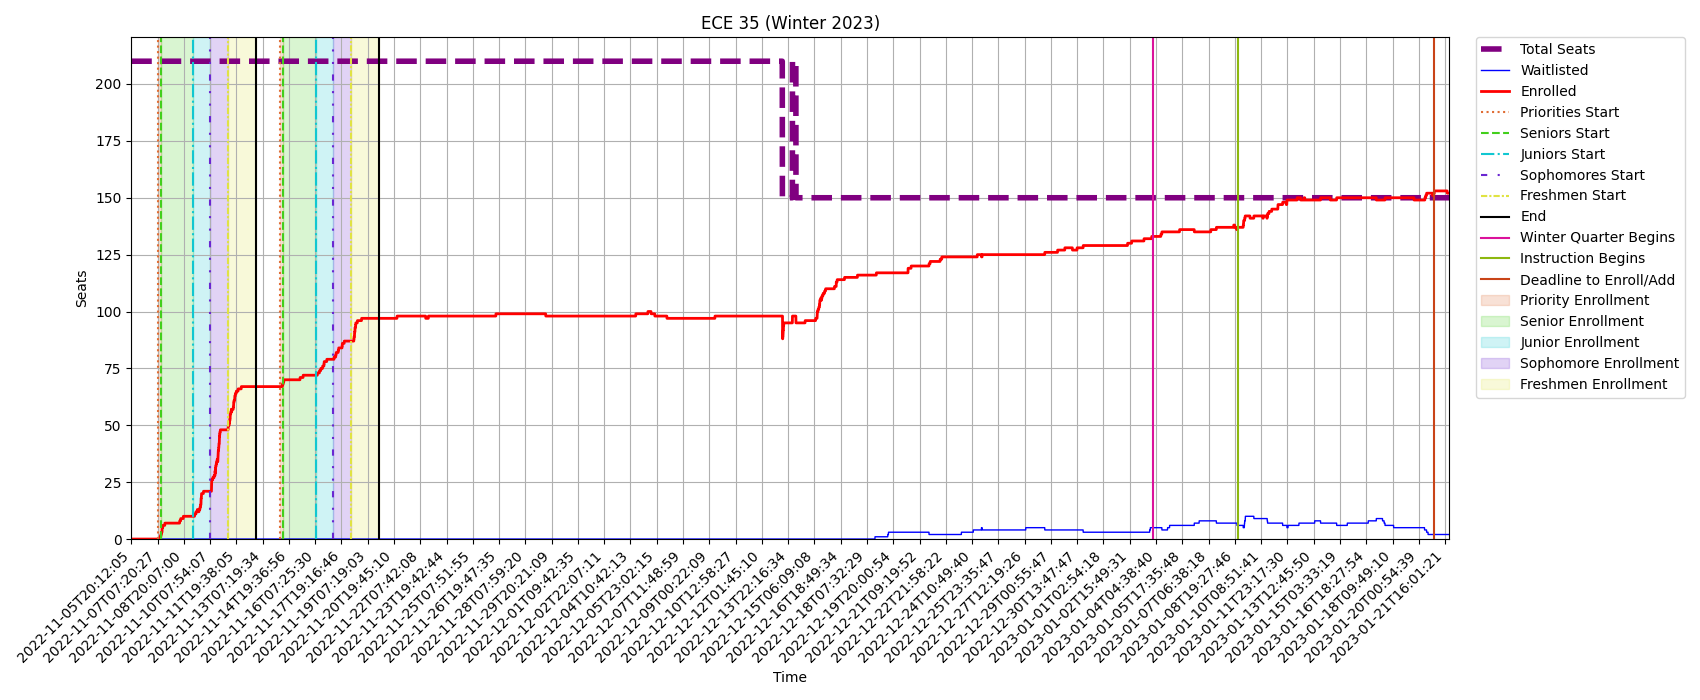 ECE 35 (Winter 2023)
Seats
200
175
150
125
100
75
50
25
0
2022-11-05T20:12:05
2022-11-07T07:20:27
2022-11-08T20:07:00
2022-11-10T07:54:07
2022-11-11T19:38:05
2022-11-13T07:19:34
2022-11-14T19:36:56
2022-11-16T07:25:30
2022-11-17T19:16:46
2022-11-19T07:19:03
2022-11-20T19:45:10
2022-11-22T07:42:08
2022-11-23T19:42:44
2022-11-25T07:51:55
2022-11-26T19:47:35
2022-11-28T07:59:20
2022-11-29T20:21:09
2022-12-01T09:42:35
2022-12-02T22:07:11
2022-12-04T10:42:13
2022-12-05T23:02:15
2022-12-07T11:48:59
2022-12-09T00:22:09
2022-12-10T12:58:27
2022-12-12T01:45:10
2022-12-13T22:16:34
2022-12-15T06:09:08
2022-12-16T18:49:34
2022-12-18T07:32:29
2022-12-19T20:00:54
2022-12-21T09:19:52
2022-12-22T21:58:22
2022-12-24T10:49:40
2022-12-25T23:35:47
2022-12-27T12:19:26
2022-12-29T00:55:47
2022-12-30T13:47:47
2023-01-01T02:54:18
2023-01-02T15:49:31
2023-01-04T04:38:40
2023-01-05T17:35:48
2023-01-07T06:38:18
2023-01-08T19:27:46
2023-01-10T08:51:41
2023-01-11T23:17:30
2023-01-13T12:45:50
2023-01-15T03:33:19
2023-01-16T18:27:54
2023-01-18T09:49:10
2023-01-20T00:54:39
2023-01-21T16:01:21
Time
Total Seats
Waitlisted
Enrolled
Priorities Start
Seniors Start
Juniors Start
Sophomores Start
Freshmen Start
End
Winter Quarter Begins
Instruction Begins
Deadline to Enroll/Add
Priority Enrollment
Senior Enrollment
Junior Enrollment
Sophomore Enrollment
Freshmen Enrollment